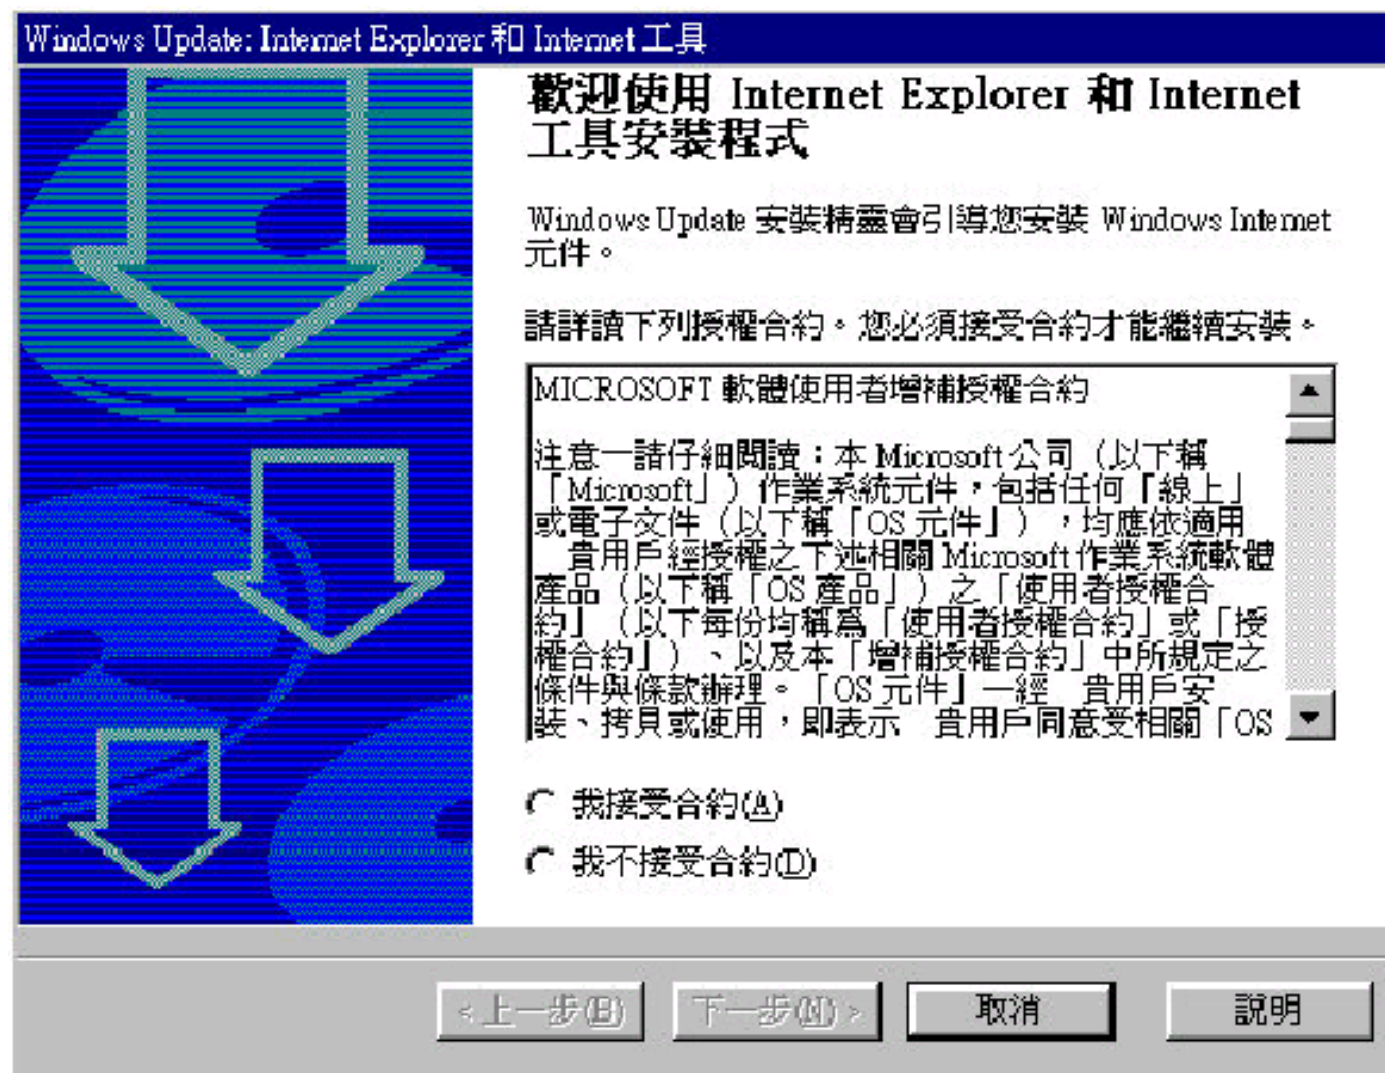 Windows Update: Internet Explorer 和 Internet 工具
歡迎使用 Internet Explorer 和 Internet
工具安裝程式
Windows Update 安裝精靈會引導您安裝 Windows Internet
元件。
請詳讀下列授權合約。您必須接受合約才能繼續安裝。
MICROSOFT 軟體使用者增補授權合約
注意—請仔細閱讀：本 Microsoft 公司（以下稱
「Microsoft」）作業系統元件，包括任何「線上」
或電子文件（以下稱「OS 元件」），均應依適用
貴用戶經授權之下述相關 Microsoft 作業系統軟體
產品（以下稱「OS 產品」）之「使用者授權合
約」（以下每份均稱為「使用者授權合約」或「授
權合約」）、以及本「增補授權合約」中所規定之
條件與條款辦理。「OS 元件」一經　貴用戶安
裝、拷貝或使用，即表示　貴用戶同意受相關「OS
我接受合約(A)
我不接受合約(D)
< 上一步(B)
下一步(N) >
取消
說明